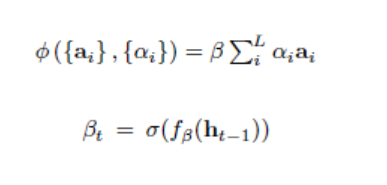 ϕ({𝐚ᵢ}, {αᵢ}) = β ∑ᵢᴸ αᵢ𝐚ᵢ
βₜ = σ(f_β(𝐡ₜ₋₁))